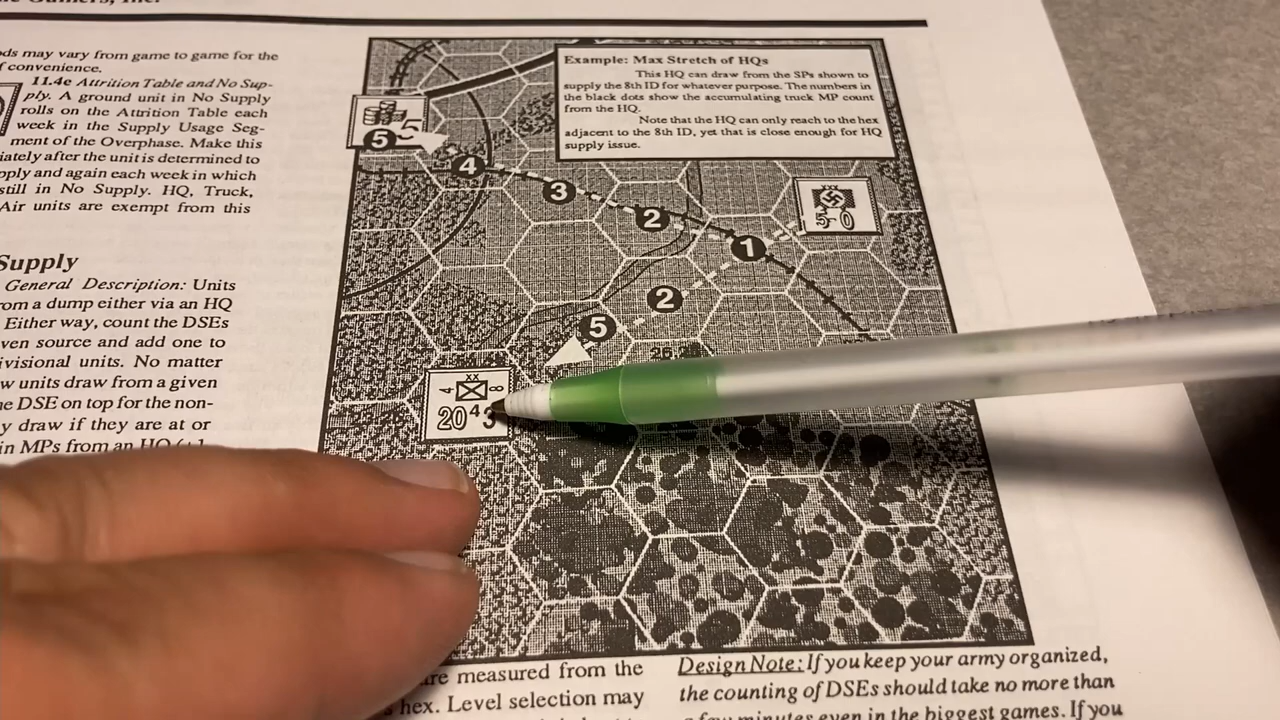 the Gamers, Inc.
ds may vary from game to game for the
f convenience.
11.4e Attrition Table and No Sup-
ply. A ground unit in No Supply
rolls on the Attrition Table each
week in the Supply Usage Seg-
ment of the Overphase. Make this
iately after the unit is determined to
pply and again each week in which
still in No Supply. HQ, Truck,
Air units are exempt from this
Supply
General Description: Units
rom a dump either via an HQ
Either way, count the DSEs
ven source and add one to
ivisional units. No matter
w units draw from a given
he DSE on top for the non-
y draw if they are at or
in MPs from an HQ (+1
Example: Max Stretch of HQs
This HQ can draw from the SPs shown to
supply the 8th ID for whatever purpose. The numbers in
the black dots show the accumulating truck MP count
from the HQ.
Note that the HQ can only reach to the hex
adjacent to the 8th ID, yet that is close enough for HQ
supply issue.
5
5
4
3
2
1
xxx
5-0
2
5
xx
4 8
20 4 3
are measured from the
hex. Level selection may
Design Note: If you keep your army organized,
the counting of DSEs should take no more than
a few minutes even in the biggest games. If you